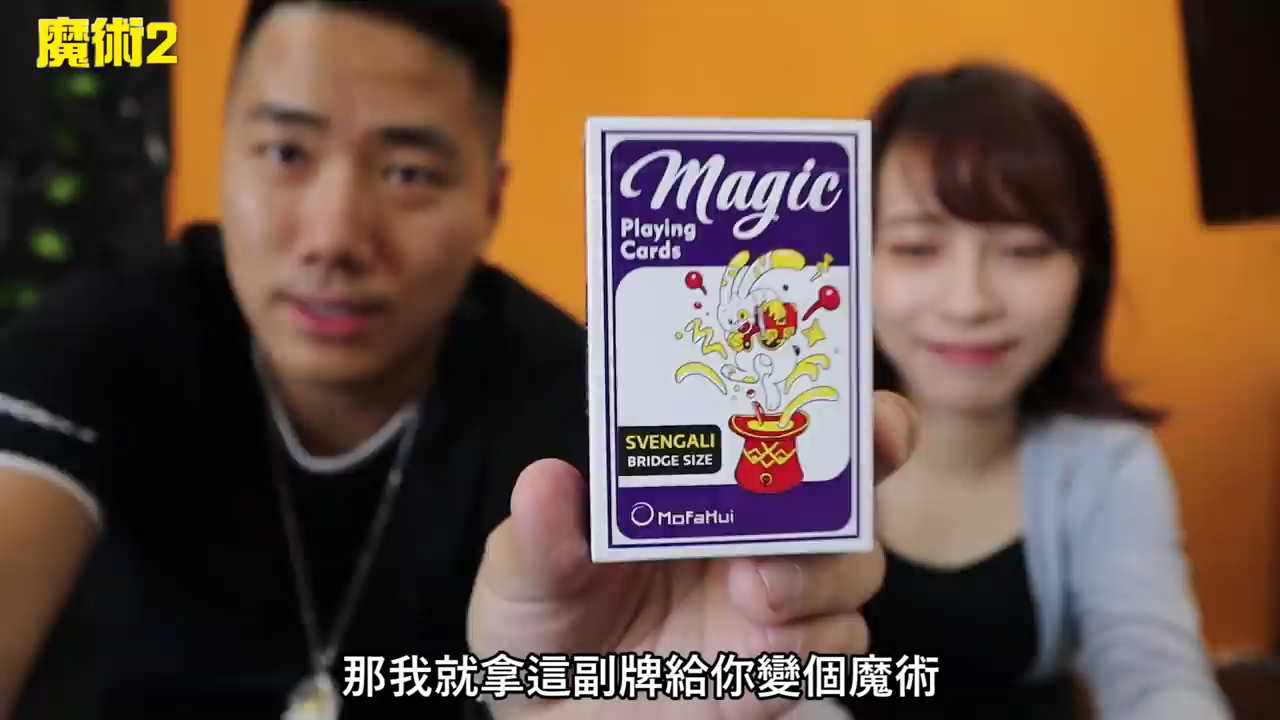 魔術2
Magic
Playing
Cards
SVENGALI
BRIDGE SIZE
MoFaHui
那我就拿這副牌給你變個魔術